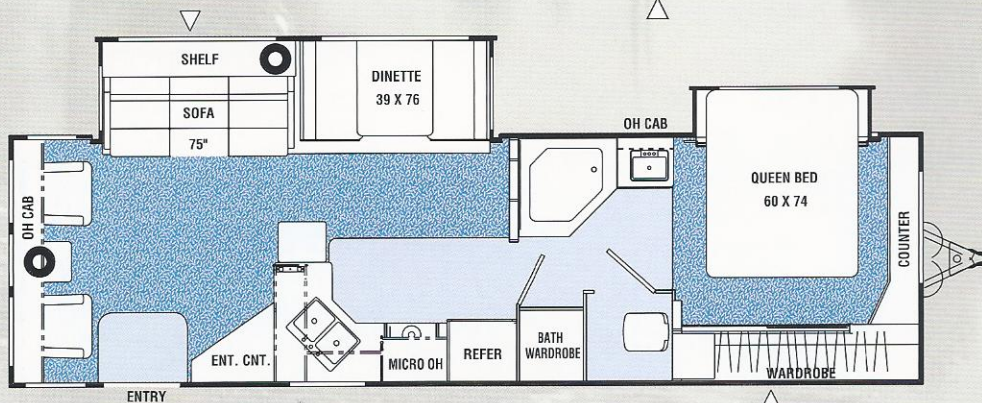 SHELF
SOFA
75"
DINETTE
39 X 76
OH CAB
QUEEN BED
60 X 74
OH CAB
COUNTER
ENT. CNT.
MICRO OH
REFER
BATH
WARDROBE
WARDROBE
ENTRY